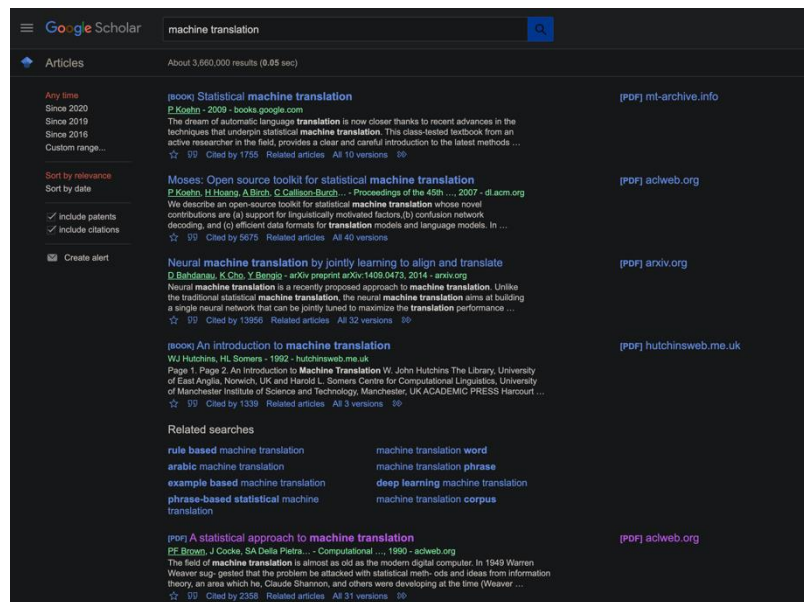 Google Scholar
machine translation
Articles
About 3,660,000 results (0.05 sec)
Any time
Since 2020
Since 2019
Since 2016
Custom range...
Sort by relevance
Sort by date
include patents
include citations
Create alert
[BOOK] Statistical machine translation
[PDF] mt-archive.info
P Koehn - 2009 - books.google.com
The dream of automatic language translation is now closer thanks to recent advances in the
techniques that underpin statistical machine translation. This class-tested textbook from an
active researcher in the field, provides a clear and careful introduction to the latest methods …
Cited by 1755 Related articles All 10 versions
Moses: Open source toolkit for statistical machine translation
[PDF] aclweb.org
P Koehn, H Hoang, A Birch, C Callison-Burch… - Proceedings of the 45th …, 2007 - dl.acm.org
We describe an open-source toolkit for statistical machine translation whose novel
contributions are (a) support for linguistically motivated factors,(b) confusion network
decoding, and (c) efficient data formats for translation models and language models. In …
Cited by 5675 Related articles All 40 versions
Neural machine translation by jointly learning to align and translate
[PDF] arxiv.org
D Bahdanau, K Cho, Y Bengio - arXiv preprint arXiv:1409.0473, 2014 - arxiv.org
Neural machine translation is a recently proposed approach to machine translation. Unlike
the traditional statistical machine translation, the neural machine translation aims at building
a single neural network that can be jointly tuned to maximize the translation performance …
Cited by 13956 Related articles All 32 versions
[BOOK] An introduction to machine translation
[PDF] hutchinsweb.me.uk
WJ Hutchins, HL Somers - 1992 - hutchinsweb.me.uk
Page 1. Page 2. An Introduction to Machine Translation W. John Hutchins The Library, University
of East Anglia, Norwich, UK and Harold L. Somers Centre for Computational Linguistics, University
of Manchester Institute of Science and Technology, Manchester, UK ACADEMIC PRESS Harcourt …
Cited by 1339 Related articles All 3 versions
Related searches
rule based machine translation
machine translation word
arabic machine translation
machine translation phrase
example based machine translation
deep learning machine translation
phrase-based statistical machine
translation
machine translation corpus
[PDF] A statistical approach to machine translation
[PDF] aclweb.org
PF Brown, J Cocke, SA Della Pietra… - Computational …, 1990 - aclweb.org
The field of machine translation is almost as old as the modern digital computer. In 1949 Warren
Weaver sug- gested that the problem be attacked with statistical meth- ods and ideas from information
theory, an area which he, Claude Shannon, and others were developing at the time (Weaver …
Cited by 2358 Related articles All 31 versions